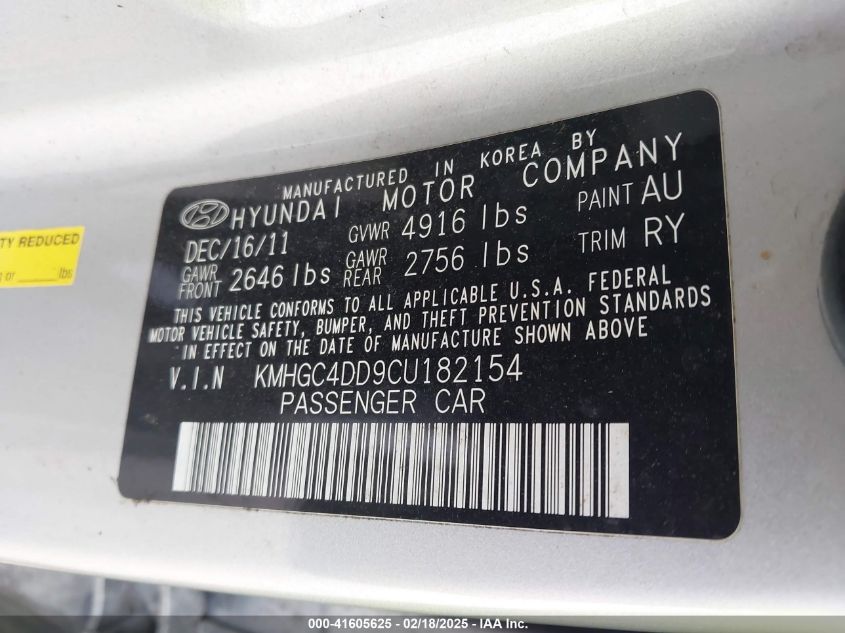 MANUFACTURED IN KOREA BY
HYUNDAI MOTOR COMPANY
DEC/16/11 GVWR 4916 lbs PAINT AU
GAWR FRONT 2646 lbs GAWR REAR 2756 lbs TRIM RY
THIS VEHICLE CONFORMS TO ALL APPLICABLE U.S.A. FEDERAL
MOTOR VEHICLE SAFETY, BUMPER, AND THEFT PREVENTION STANDARDS
IN EFFECT ON THE DATE OF MANUFACTURE SHOWN ABOVE
V.I.N KMHGC4DD9CU182154
PASSENGER CAR
TY REDUCED
or ______lbs
000-41605625 - 02/18/2025 - IAA Inc.